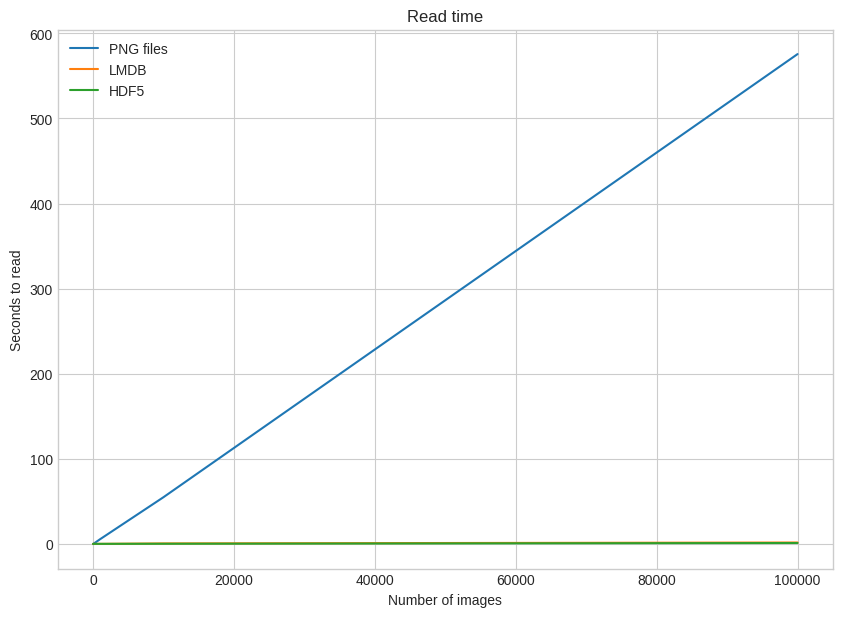 Read time
PNG files
LMDB
HDF5
600
500
400
300
200
100
0
Seconds to read
0 20000 40000 60000 80000 100000
Number of images